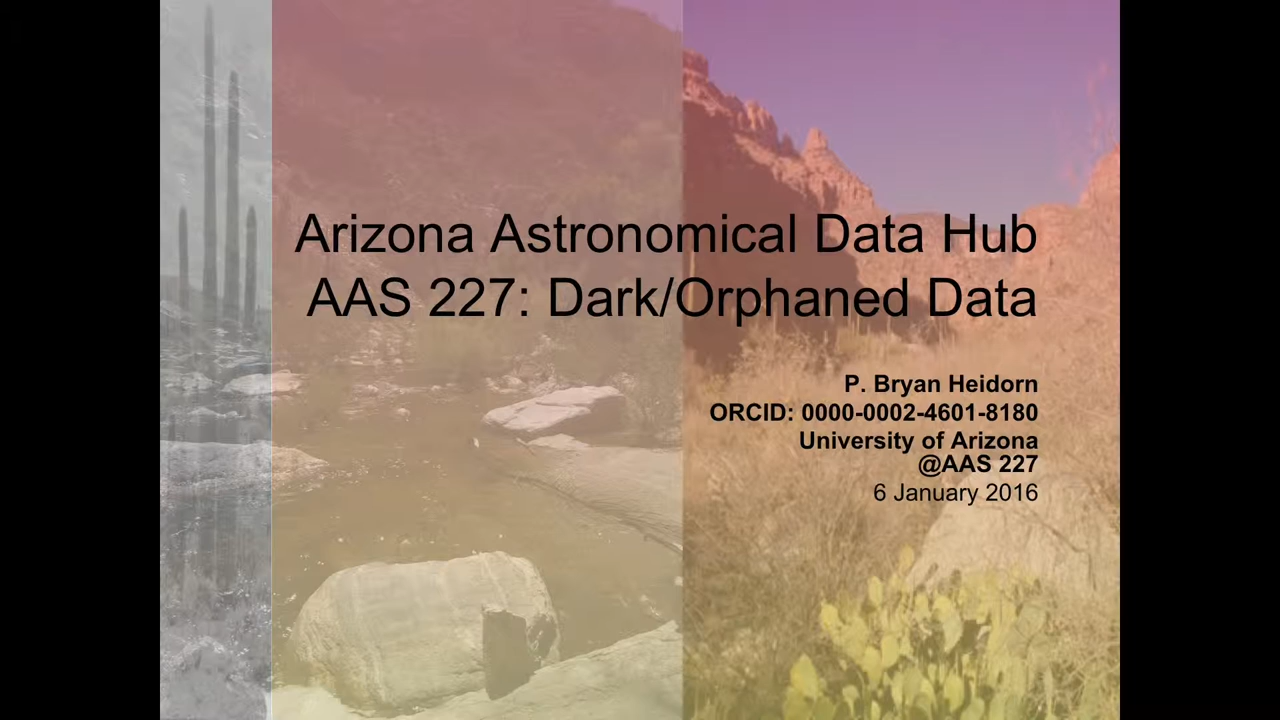 Arizona Astronomical Data Hub
AAS 227: Dark/Orphaned Data
P. Bryan Heidorn
ORCID: 0000-0002-4601-8180
University of Arizona
@AAS 227
6 January 2016